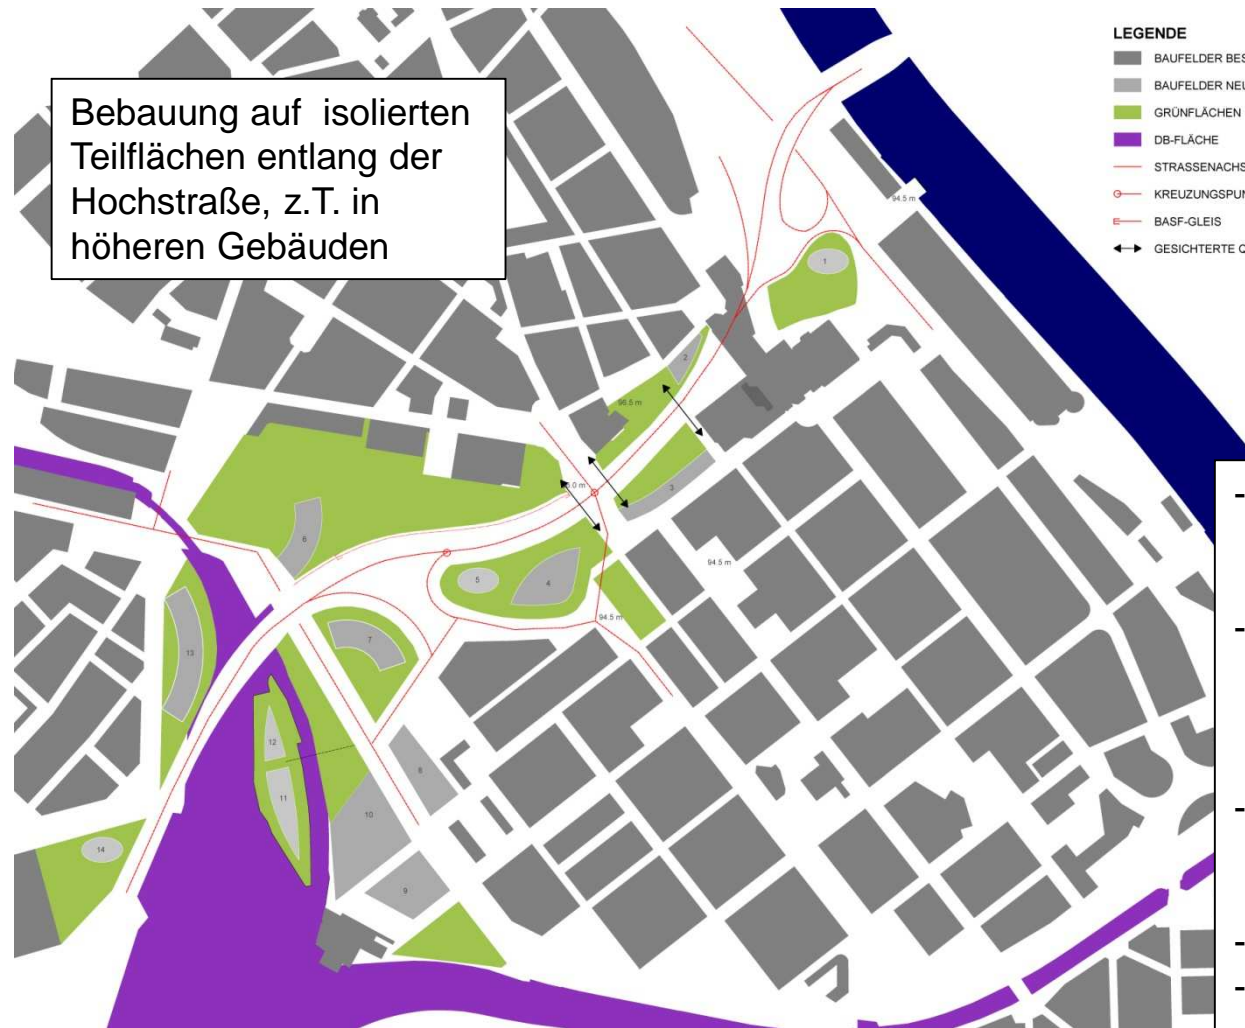 Bebauung auf isolierten
Teilflächen entlang der
Hochstraße, z.T. in
höheren Gebäuden
LEGENDE
BAUFELDER BES
BAUFELDER NEU
GRÜNFLÄCHEN
DB-FLÄCHE
STRASSENACHS
KREUZUNGSPUN
BASF-GLEIS
GESICHTERTE Q
94.5 m
1
2
96.5 m
3
94.5 m
6
5
4
94.5 m
7
13
12
8
11
10
14
9
-
-
-
-
-